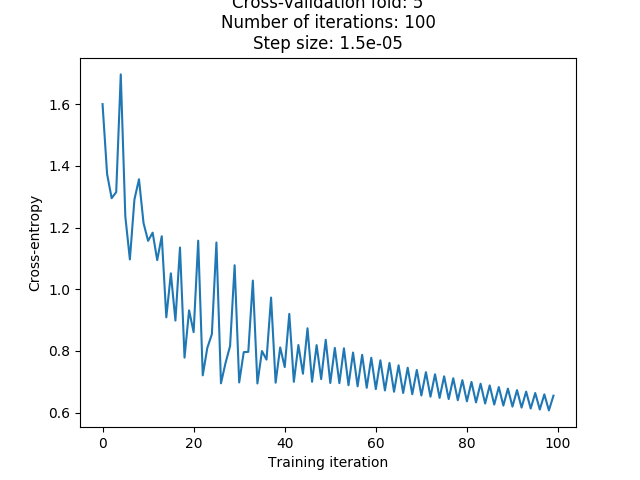 Cross-validation fold: 5
Number of iterations: 100
Step size: 1.5e-05
1.6
1.4
1.2
1.0
0.8
0.6
Cross-entropy
0
20
40
60
80
100
Training iteration